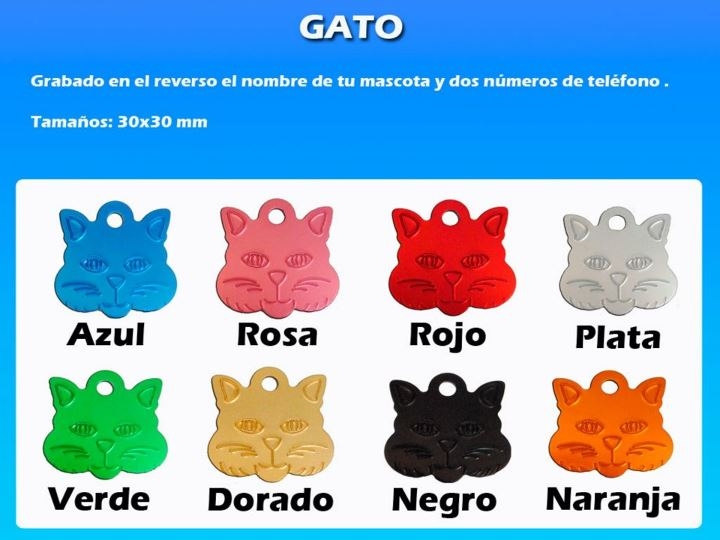 GATO
Grabado en el reverso el nombre de tu mascota y dos números de teléfono .
Tamaños: 30x30 mm
Azul Rosa Rojo Plata
Verde Dorado Negro Naranja